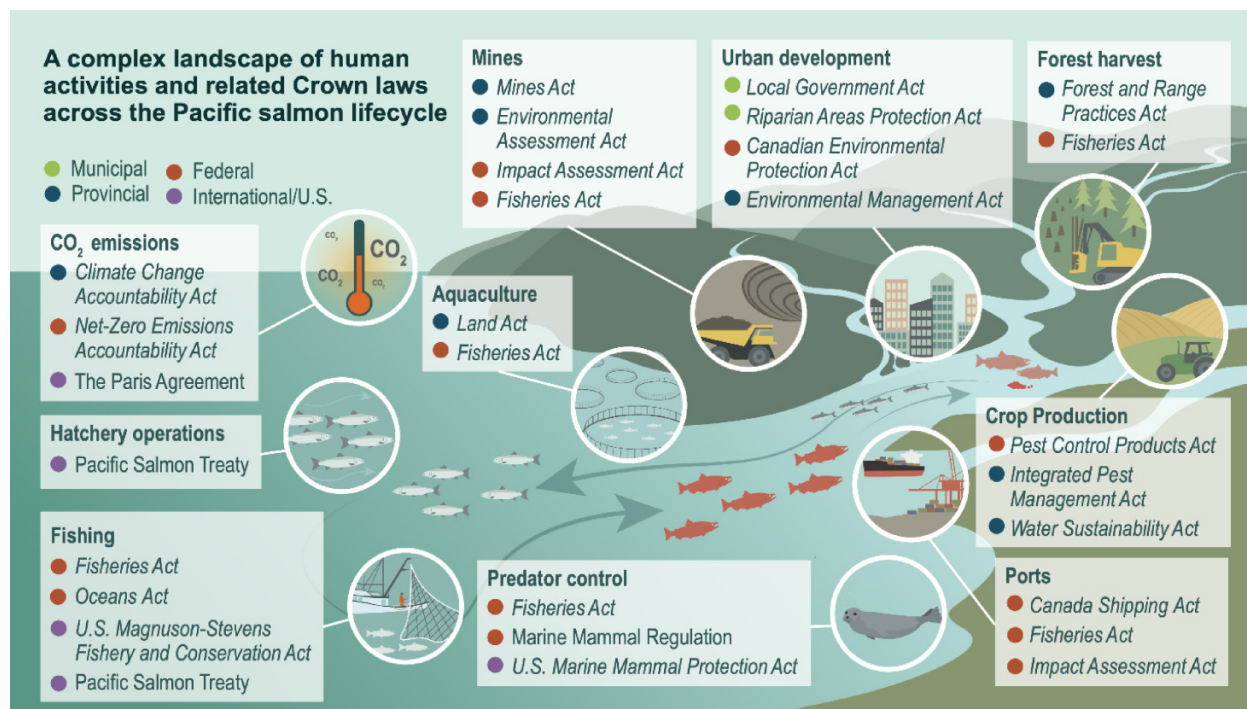 A complex landscape of human
activities and related Crown laws
across the Pacific salmon lifecycle
Municipal
Federal
Provincial
International/U.S.
CO₂ emissions
Climate Change
Accountability Act
Net-Zero Emissions
Accountability Act
The Paris Agreement
CO₂
CO₂
CO₂
CO₂
Hatchery operations
Pacific Salmon Treaty
Fishing
Fisheries Act
Oceans Act
U.S. Magnuson-Stevens
Fishery and Conservation Act
Pacific Salmon Treaty
Aquaculture
Land Act
Fisheries Act
Mines
Mines Act
Environmental
Assessment Act
Impact Assessment Act
Fisheries Act
Urban development
Local Government Act
Riparian Areas Protection Act
Canadian Environmental
Protection Act
Environmental Management Act
Forest harvest
Forest and Range
Practices Act
Fisheries Act
Crop Production
Pest Control Products Act
Integrated Pest
Management Act
Water Sustainability Act
Predator control
Fisheries Act
Marine Mammal Regulation
U.S. Marine Mammal Protection Act
Ports
Canada Shipping Act
Fisheries Act
Impact Assessment Act